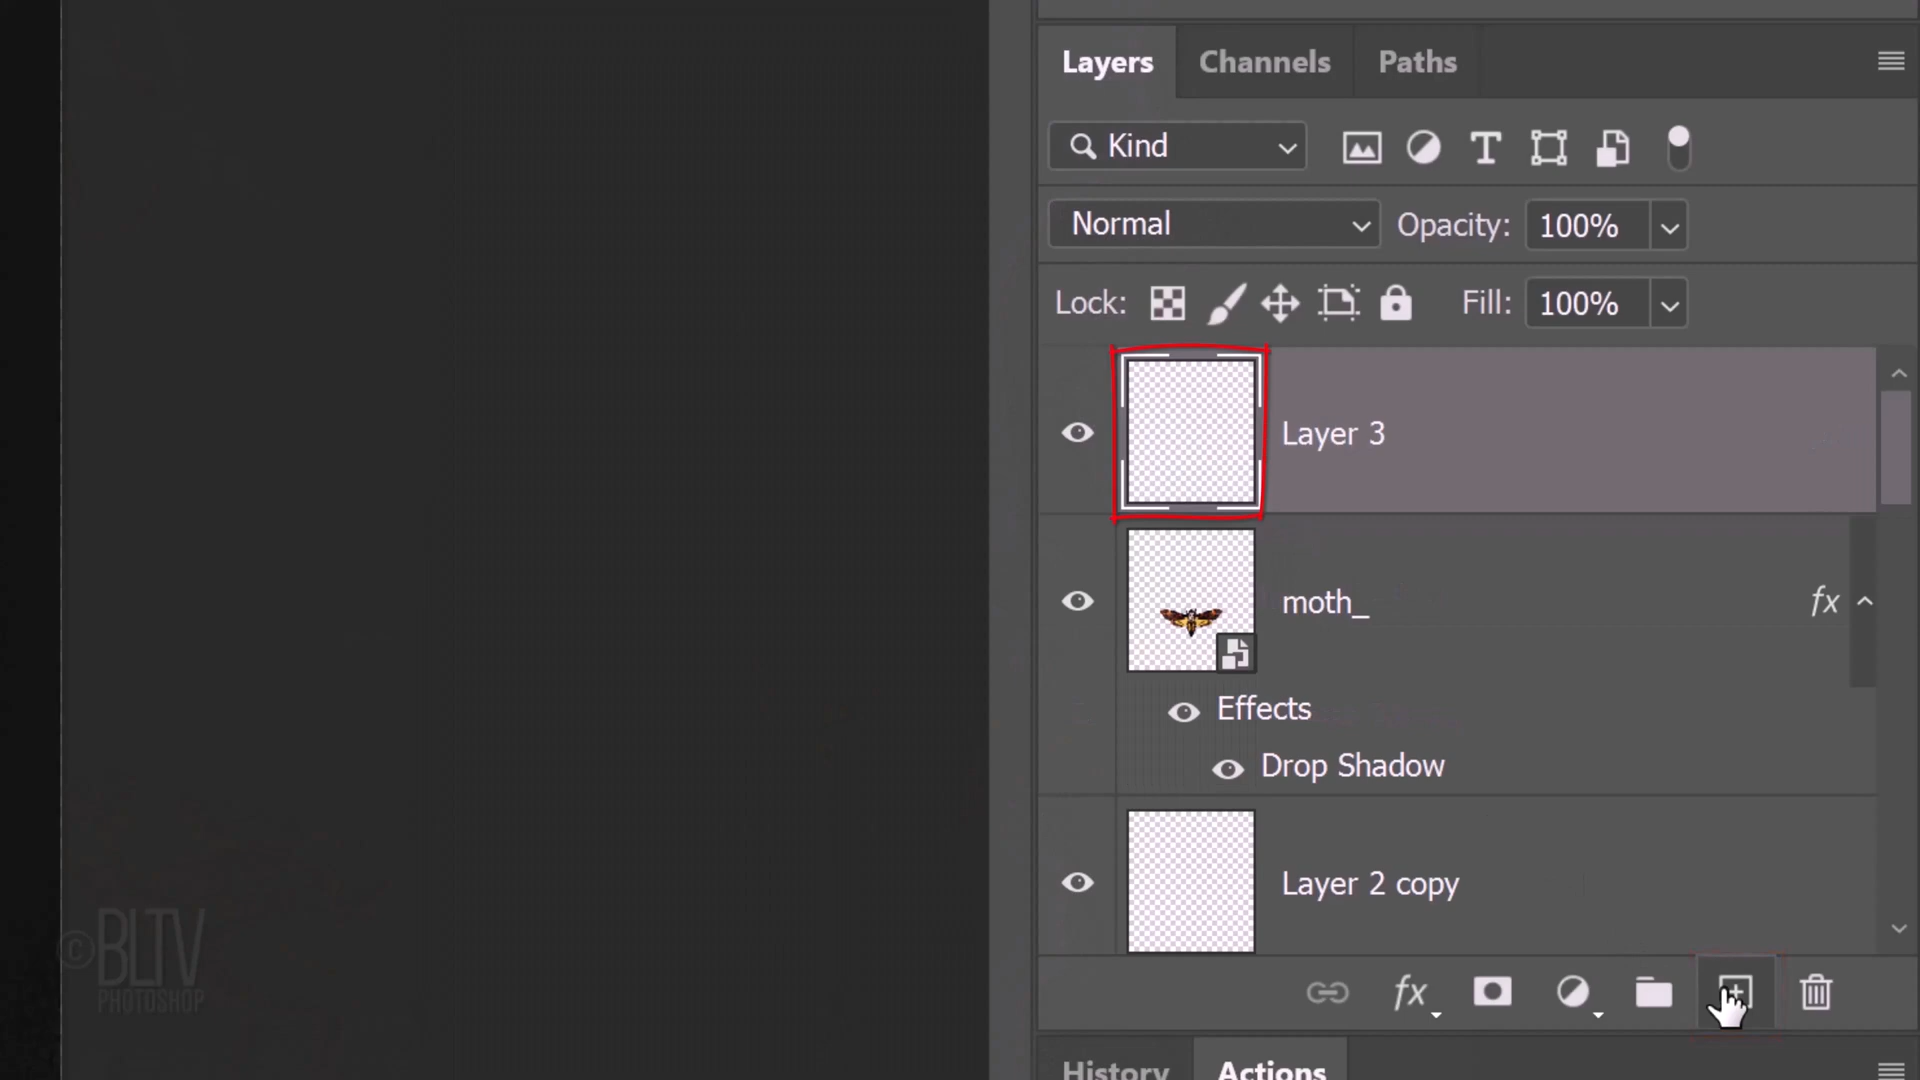 Layers Channels Paths
Kind
Normal Opacity: 100%
Lock: Fill: 100%
Layer 3
moth_ fx
Effects
Drop Shadow
Layer 2 copy
©BLTV
PHOTOSHOP
fx
History Actions